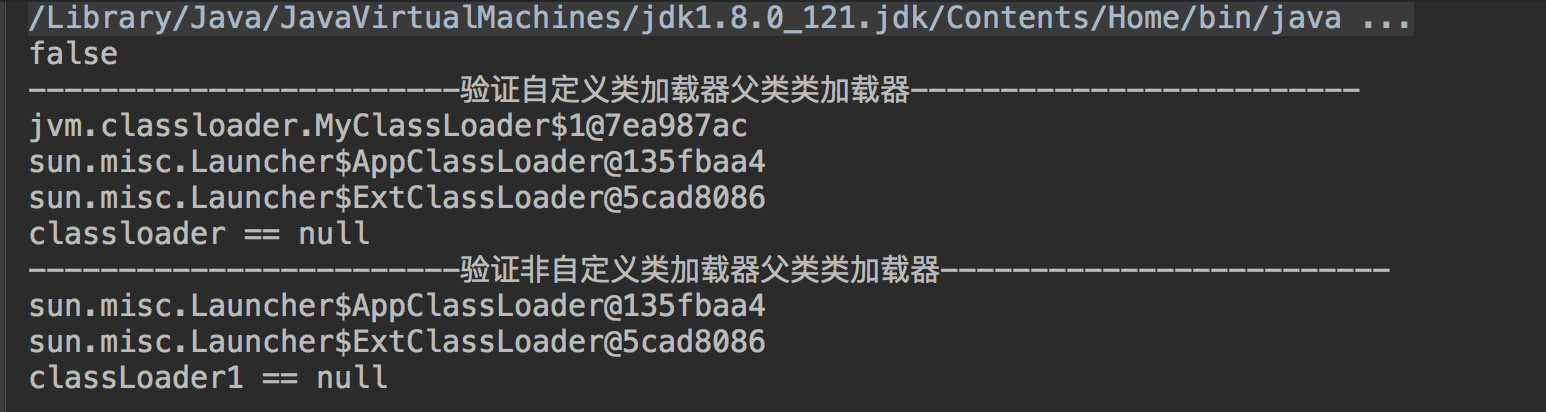 /Library/Java/JavaVirtualMachines/jdk1.8.0_121.jdk/Contents/Home/bin/java ...
false
------------------------验证自定义类加载器父类类加载器-------------------------
jvm.classloader.MyClassLoader$1@7ea987ac
sun.misc.Launcher$AppClassLoader@135fbaa4
sun.misc.Launcher$ExtClassLoader@5cad8086
classloader == null
------------------------验证非自定义类加载器父类类加载器-------------------------
sun.misc.Launcher$AppClassLoader@135fbaa4
sun.misc.Launcher$ExtClassLoader@5cad8086
classLoader1 == null